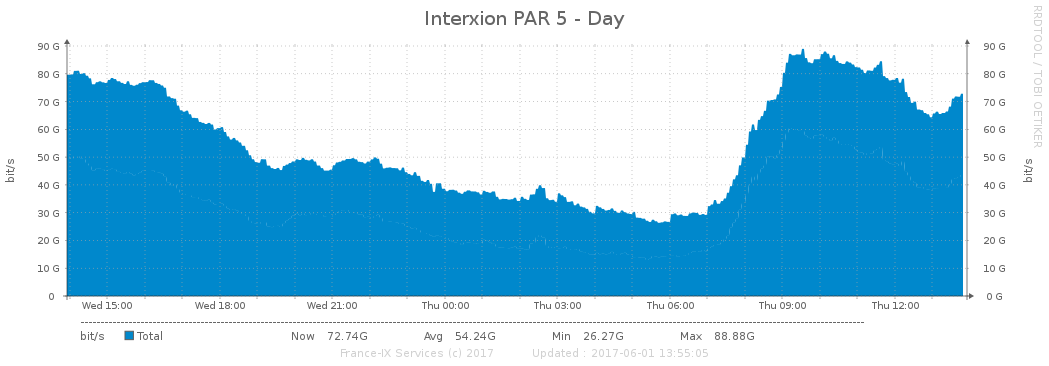 Interxion PAR 5 - Day
RRDTOOL / TOBI OETIKER
bit/s
90 G
80 G
70 G
60 G
50 G
40 G
30 G
20 G
10 G
0
90 G
80 G
70 G
60 G
50 G
40 G
30 G
20 G
10 G
0 G
bit/s
Wed 15:00 Wed 18:00 Wed 21:00 Thu 00:00 Thu 03:00 Thu 06:00 Thu 09:00 Thu 12:00
bit/s Total Now 72.74G Avg 54.24G Min 26.27G Max 88.88G
France-IX Services (c) 2017 Updated : 2017-06-01 13:55:05